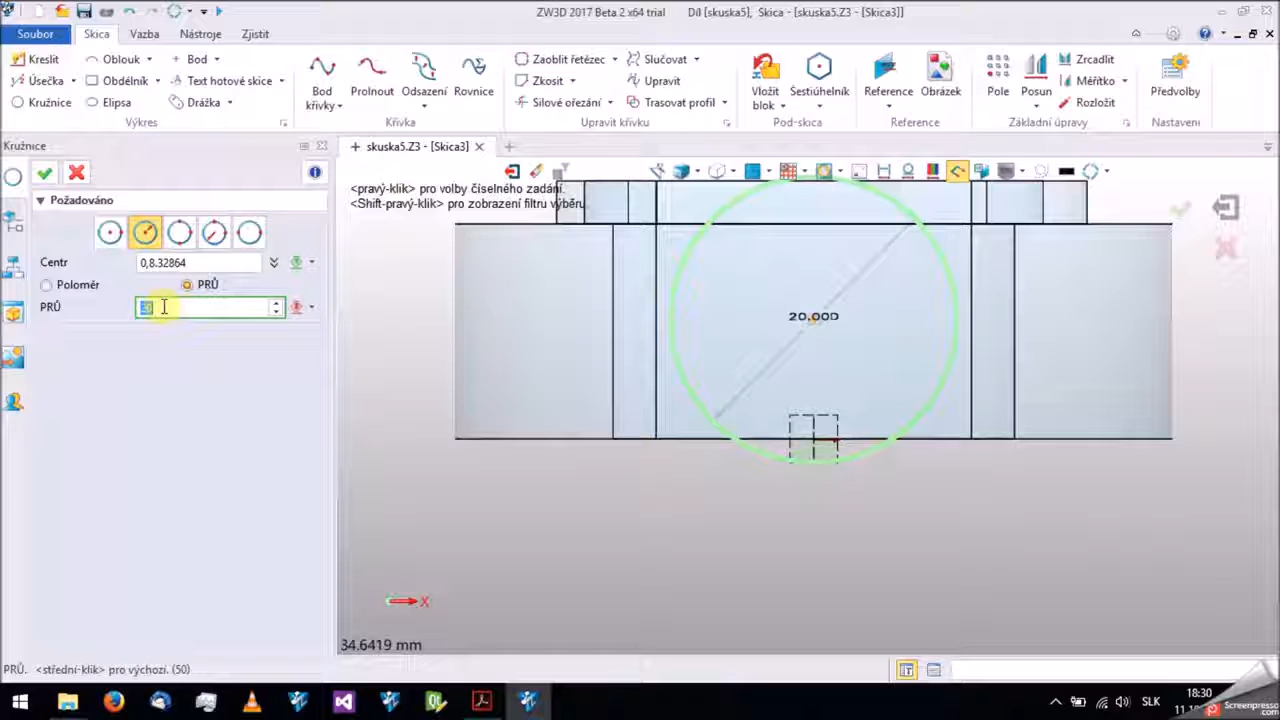 ZW3D 2017 Beta 2 x64 trial Díl [skuska5], Skica - [skuska5.Z3 - [Skica3]]
Soubor Skica Vazba Nástroje Zjistit
Kreslit Oblouk Bod
Úsečka Obdélník Text hotové skice
Kružnice Elipsa Drážka
Výkres
Bod křivky Prolnout Odsazení Rovnice
Křivka
Zaoblit řetězec Slučovat
Zkosit Upravit
Silové ořezání Trasovat profil
Upravit křivku
Vložit blok Šestiúhelník
Pod-skica
Reference Obrázek
Reference
Pole Posun
Zrcadlit
Měřítko
Rozložit
Základní úpravy
Předvolby
Nastavení
Kružnice
skuska5.Z3 - [Skica3]
<pravý-klik> pro volby číselného zadání.
<Shift-pravý-klik> pro zobrazení filtru výběru.
Požadováno
Centr 0,8.32864
Poloměr PRŮ
PRŮ
20.000
X
34.6419 mm
PRŮ. <střední-klik> pro výchozí. (50)
SLK
18:30
Screenpresso
.com